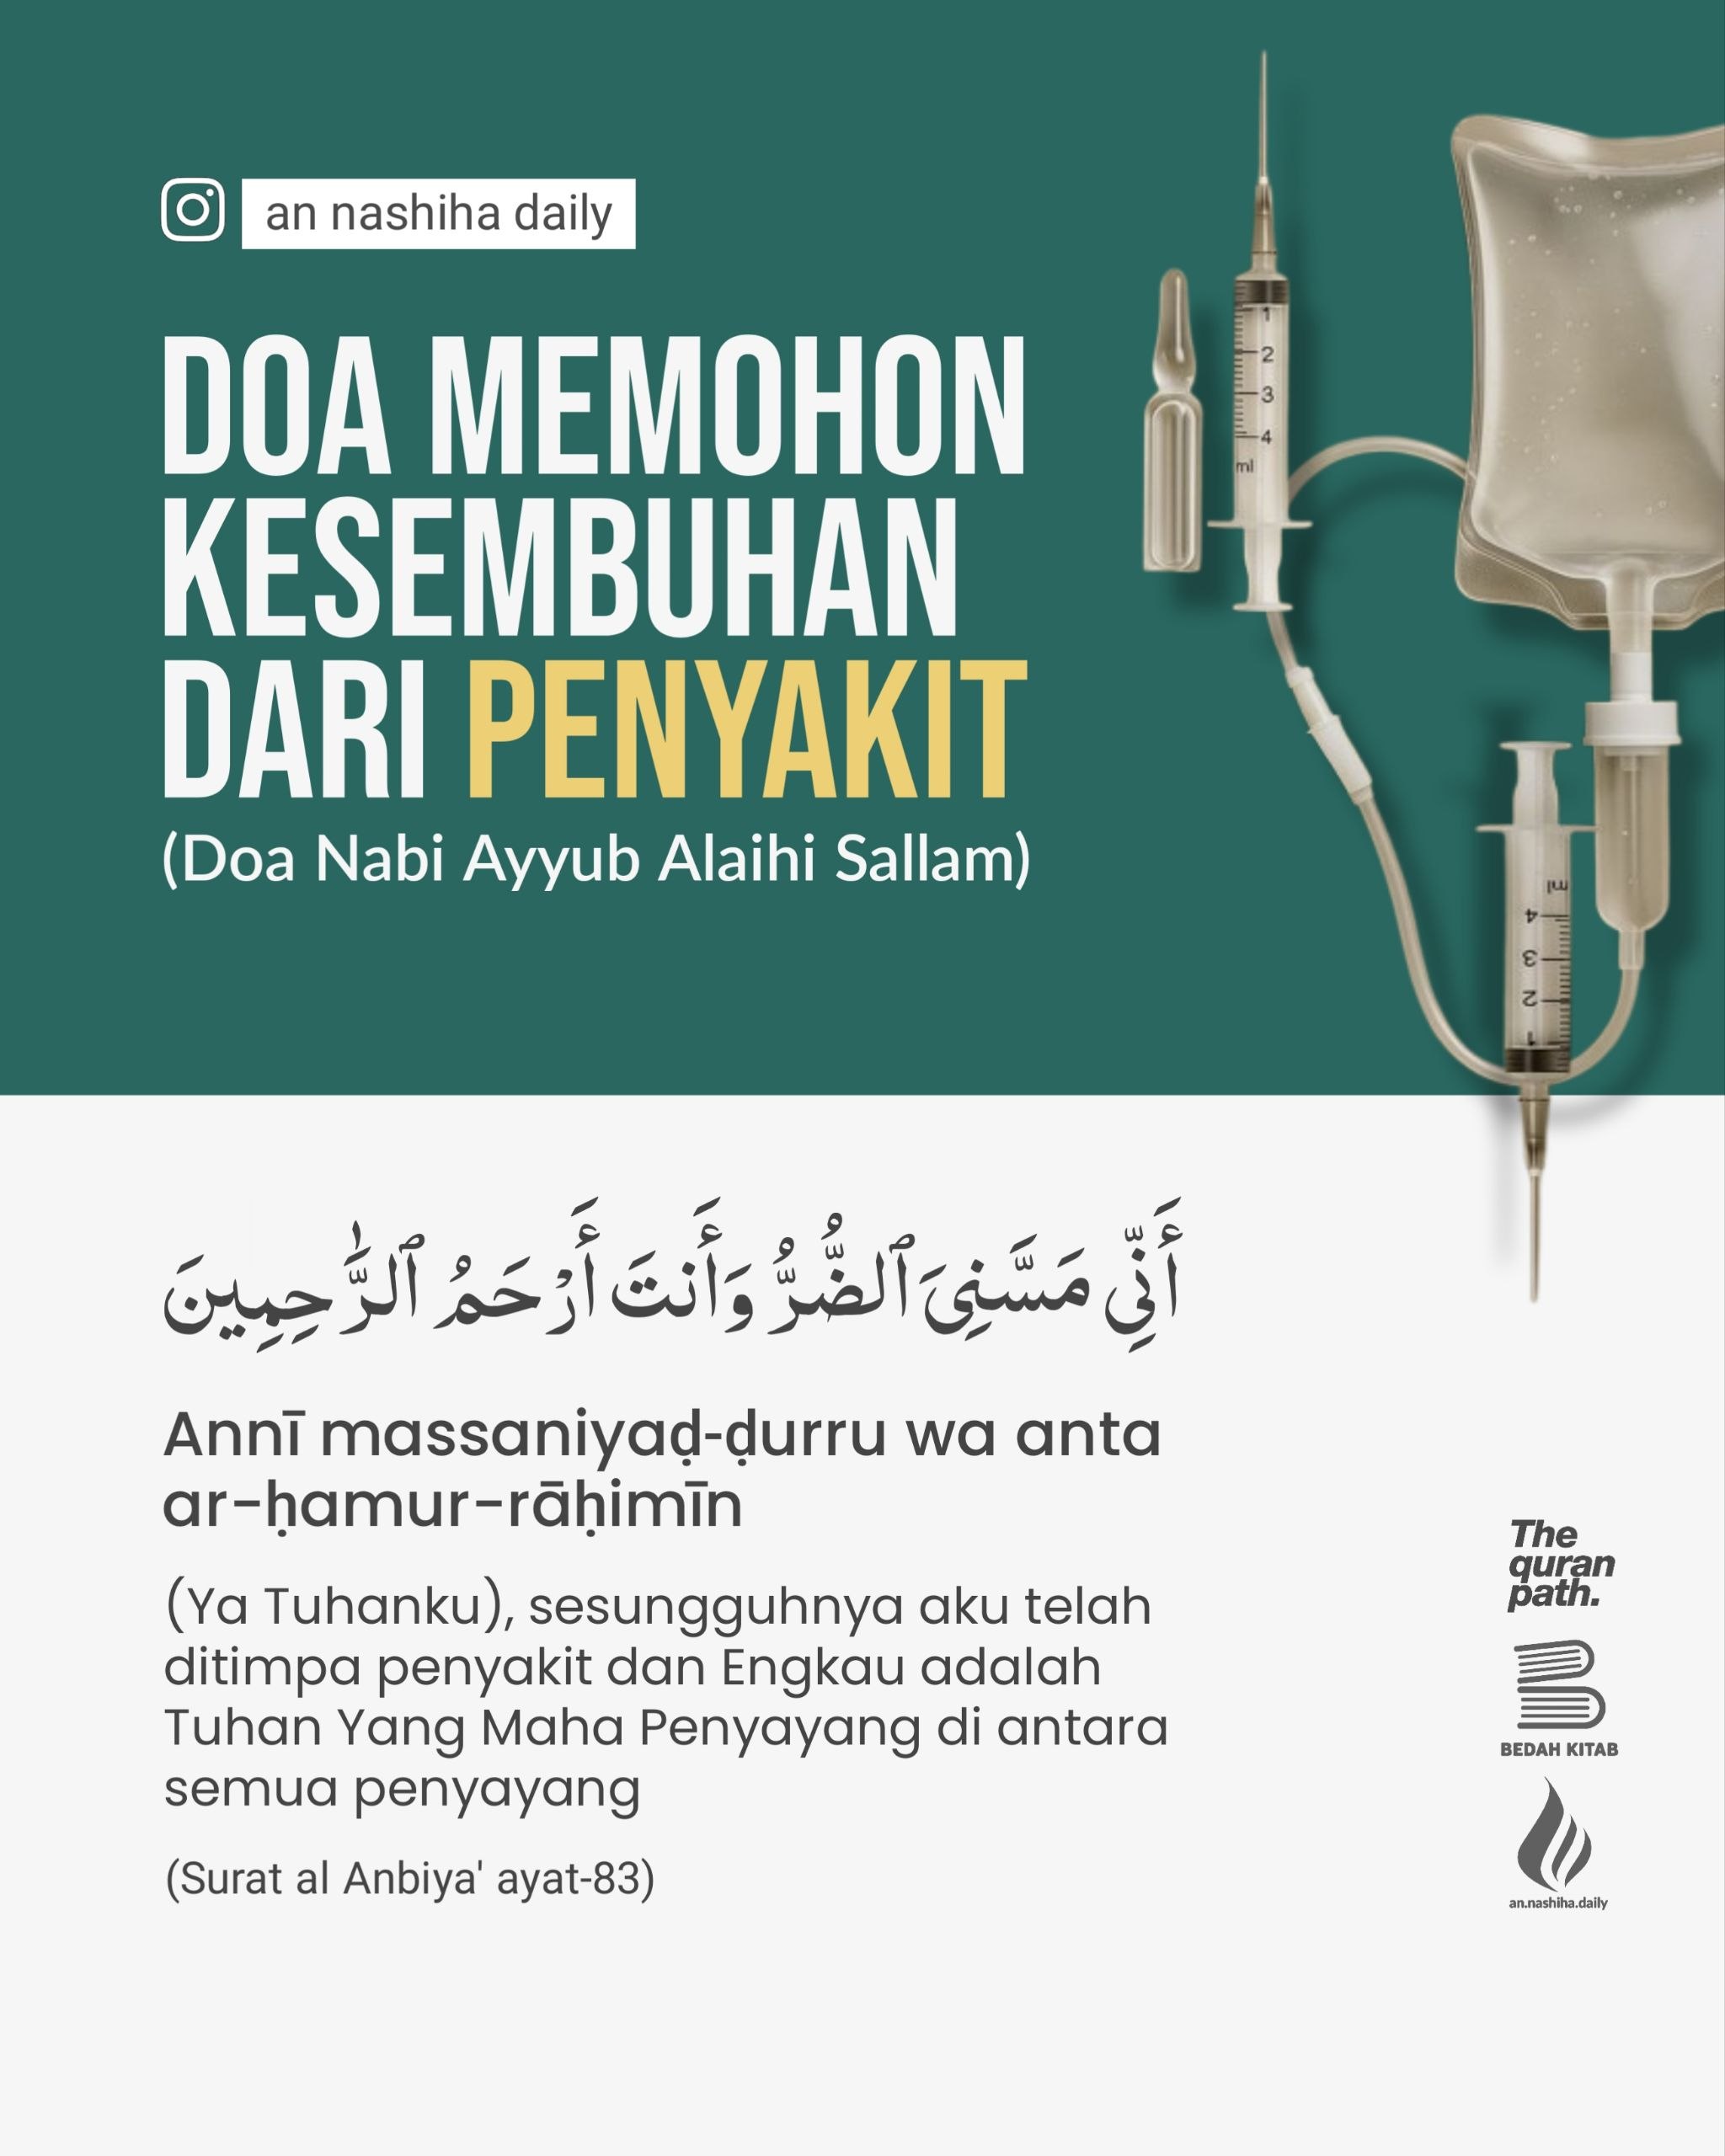 an nashiha daily
DOA MEMOHON
KESEMBUHAN
DARI PENYAKIT
(Doa Nabi Ayyub Alaihi Sallam)
1
2
3
4
ml
ml
4
3
2
1
أَنِّي مَسَّنِىَ ٱلضُّرُّ وَأَنتَ أَرْحَمُ ٱلرَّٰحِمِينَ
Annī massaniyaḍ-ḍurru wa anta
ar-ḥamur-rāḥimīn
(Ya Tuhanku), sesungguhnya aku telah
ditimpa penyakit dan Engkau adalah
Tuhan Yang Maha Penyayang di antara
semua penyayang
(Surat al Anbiya' ayat-83)
The
quran
path.
BEDAH KITAB
an.nashiha.daily